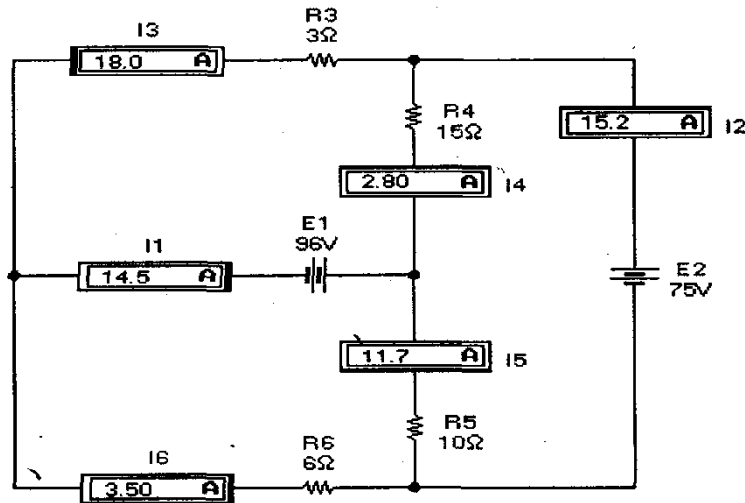 I3
18.0 A
R3
3Ω
R4
15Ω
15.2 A
I2
2.80 A
I4
E1
96V
I1
14.5 A
E2
75V
11.7 A
I5
R5
10Ω
I6
3.50 A
R6
6Ω